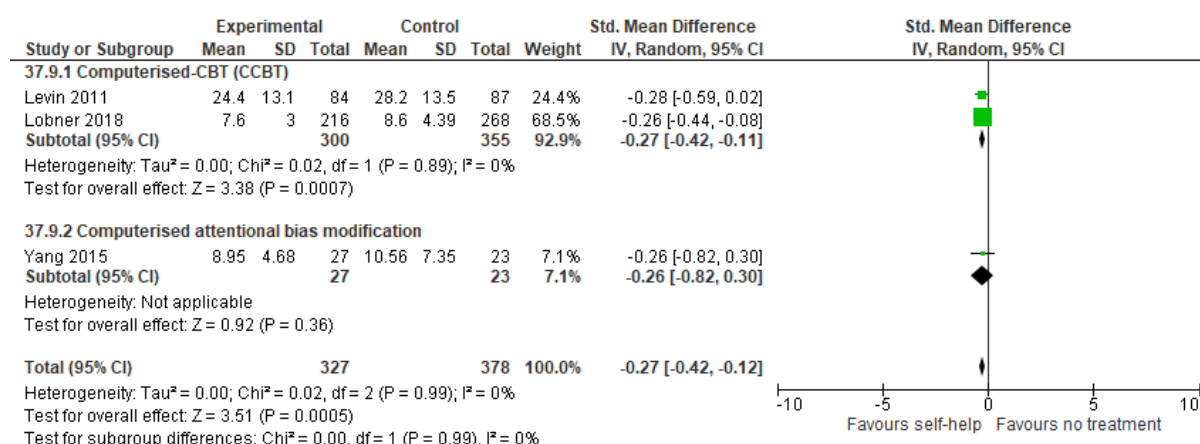 Experimental Control Std. Mean Difference Std. Mean Difference
Study or Subgroup Mean SD Total Mean SD Total Weight IV, Random, 95% CI IV, Random, 95% CI
37.9.1 Computerised-CBT (CCBT)
Levin 2011 24.4 13.1 84 28.2 13.5 87 24.4% -0.28 [-0.59, 0.02]
Lobner 2018 7.6 3 216 8.6 4.39 268 68.5% -0.26 [-0.44, -0.08]
Subtotal (95% CI) 300 355 92.9% -0.27 [-0.42, -0.11]
Heterogeneity: Tau² = 0.00; Chi² = 0.02, df = 1 (P = 0.89); I² = 0%
Test for overall effect: Z = 3.38 (P = 0.0007)
37.9.2 Computerised attentional bias modification
Yang 2015 8.95 4.68 27 10.56 7.35 23 7.1% -0.26 [-0.82, 0.30]
Subtotal (95% CI) 27 23 7.1% -0.26 [-0.82, 0.30]
Heterogeneity: Not applicable
Test for overall effect: Z = 0.92 (P = 0.36)
Total (95% CI) 327 378 100.0% -0.27 [-0.42, -0.12]
Heterogeneity: Tau² = 0.00; Chi² = 0.02, df = 2 (P = 0.99); I² = 0%
Test for overall effect: Z = 3.51 (P = 0.0005)
Test for subgroup differences: Chi² = 0.00, df = 1 (P = 0.99), I² = 0%
-10 -5 0 5 10
Favours self-help Favours no treatment